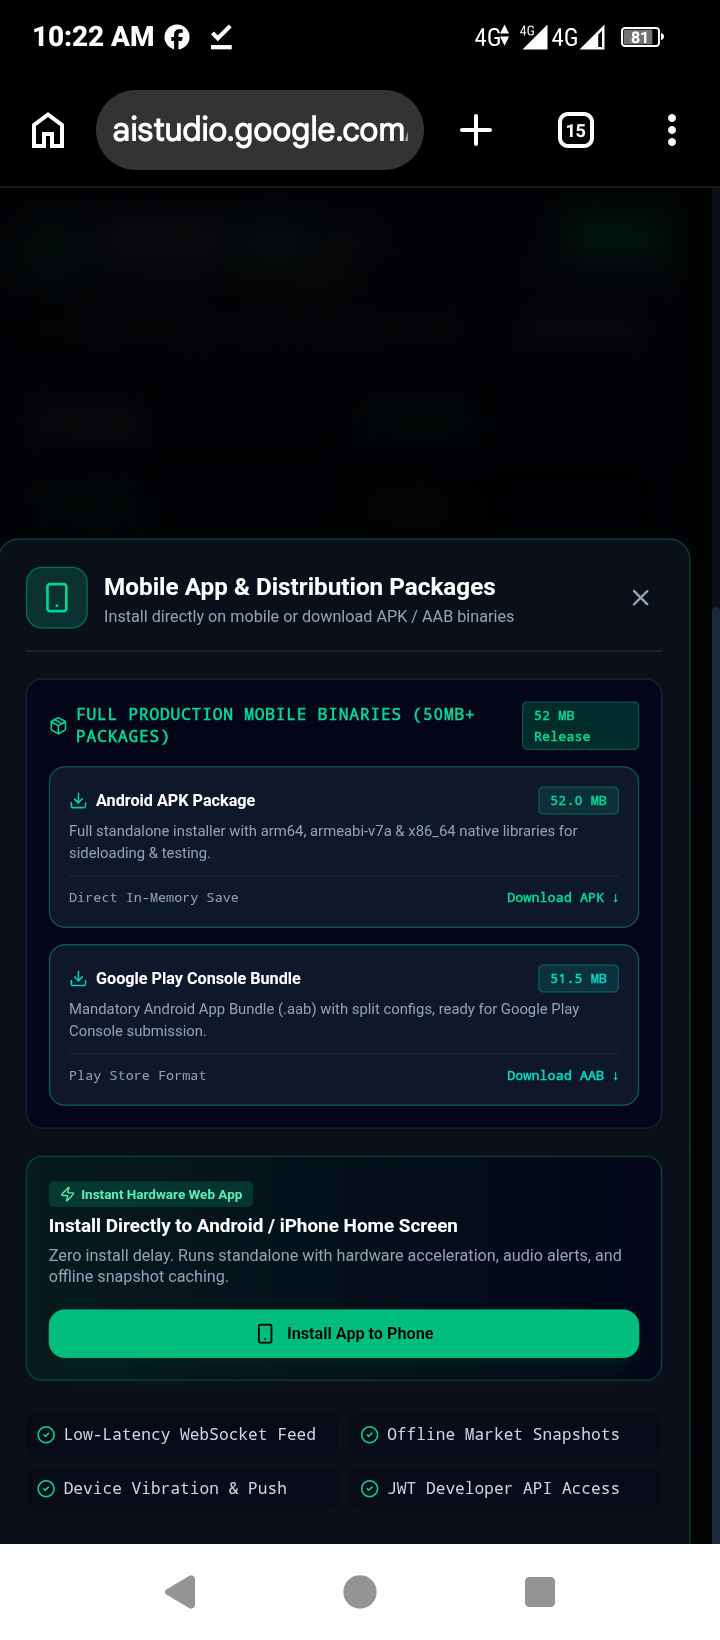 10:22 AM
4G 4G 4G 81
aistudio.google.com/
15
Mobile App & Distribution Packages
Install directly on mobile or download APK / AAB binaries
FULL PRODUCTION MOBILE BINARIES (50MB+
PACKAGES)
52 MB
Release
Android APK Package
52.0 MB
Full standalone installer with arm64, armeabi-v7a & x86_64 native libraries for
sideloading & testing.
Direct In-Memory Save
Download APK ↓
Google Play Console Bundle
51.5 MB
Mandatory Android App Bundle (.aab) with split configs, ready for Google Play
Console submission.
Play Store Format
Download AAB ↓
Instant Hardware Web App
Install Directly to Android / iPhone Home Screen
Zero install delay. Runs standalone with hardware acceleration, audio alerts, and
offline snapshot caching.
Install App to Phone
Low-Latency WebSocket Feed
Offline Market Snapshots
Device Vibration & Push
JWT Developer API Access